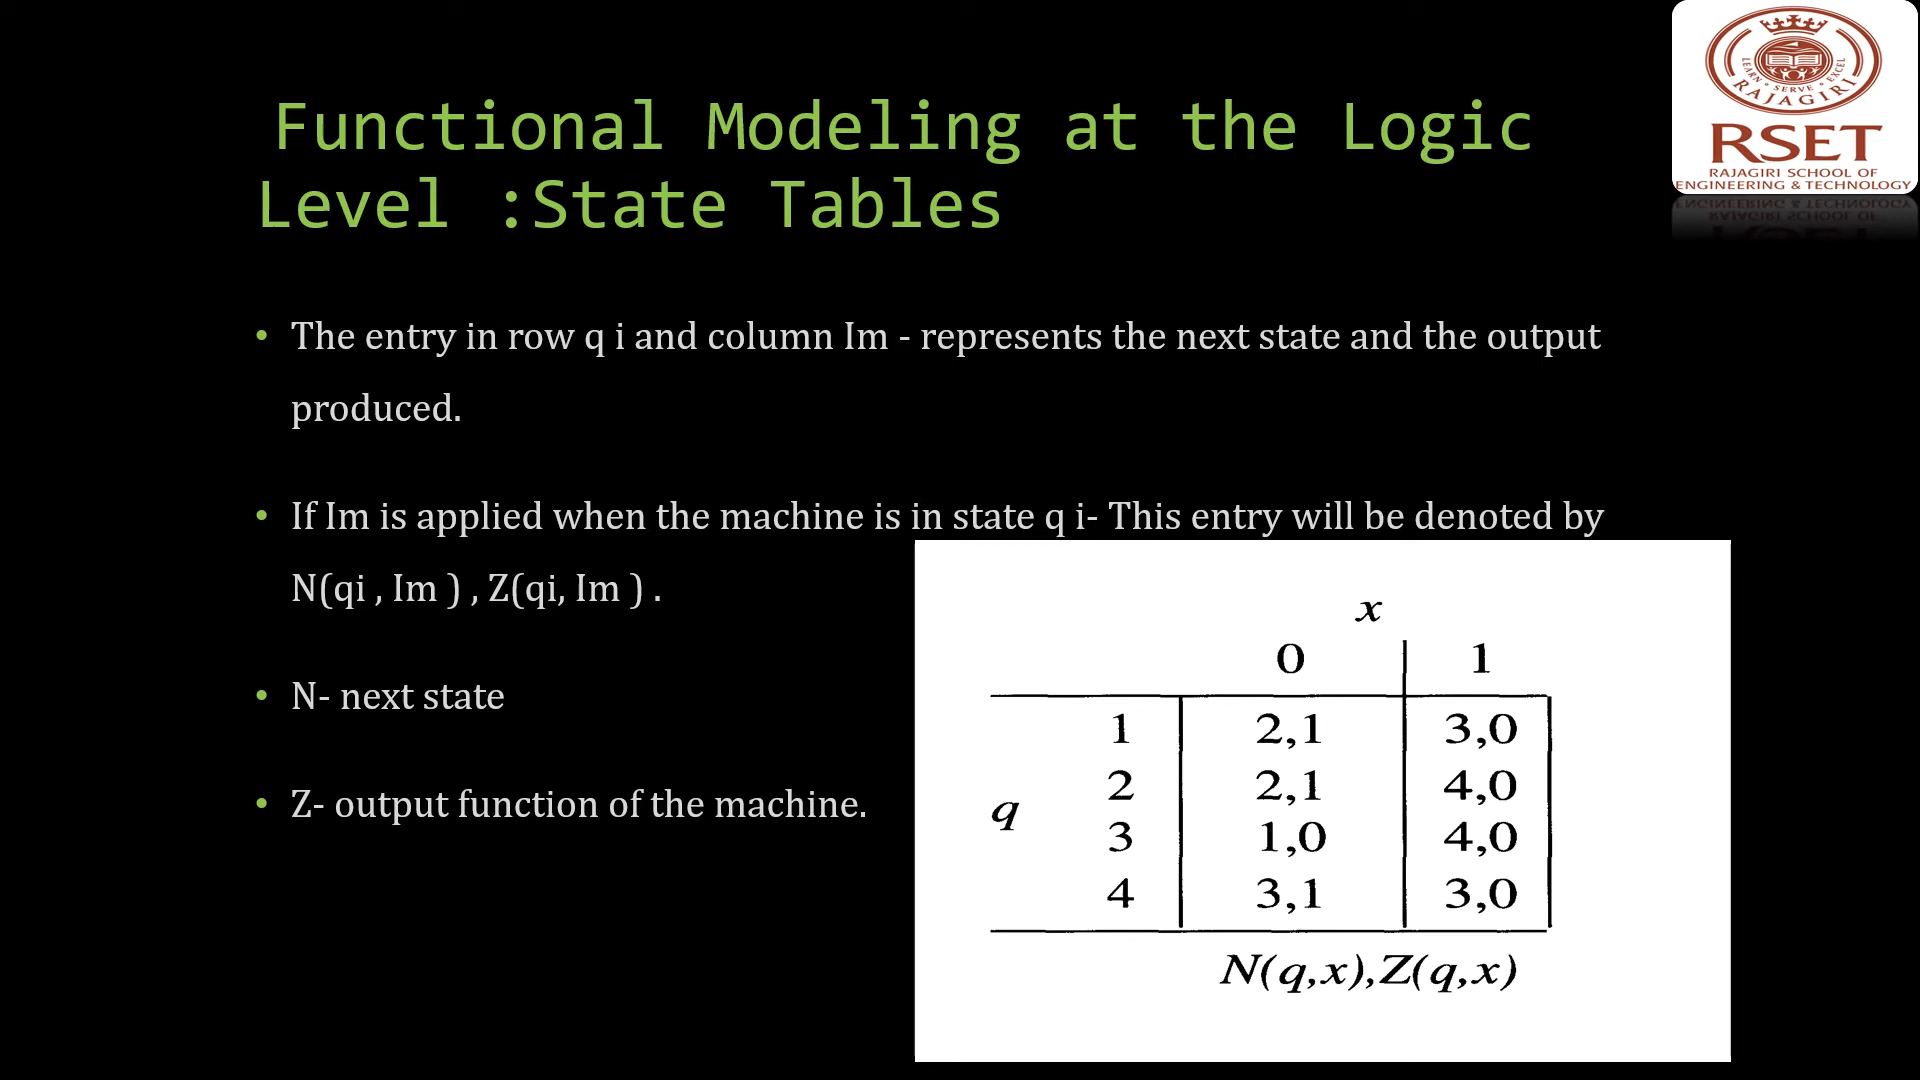 Functional Modeling at the Logic
Level :State Tables
• The entry in row q i and column Im - represents the next state and the output
produced.
• If Im is applied when the machine is in state q i- This entry will be denoted by
N(qi , Im ) , Z(qi, Im ) .
• N- next state
• Z- output function of the machine.
x
0 1
1 2,1 3,0
2 2,1 4,0
q
3 1,0 4,0
4 3,1 3,0
N(q,x),Z(q,x)
LEARN • SERVE • EXCEL
RAJAGIRI
RSET
RAJAGIRI SCHOOL OF
ENGINEERING & TECHNOLOGY